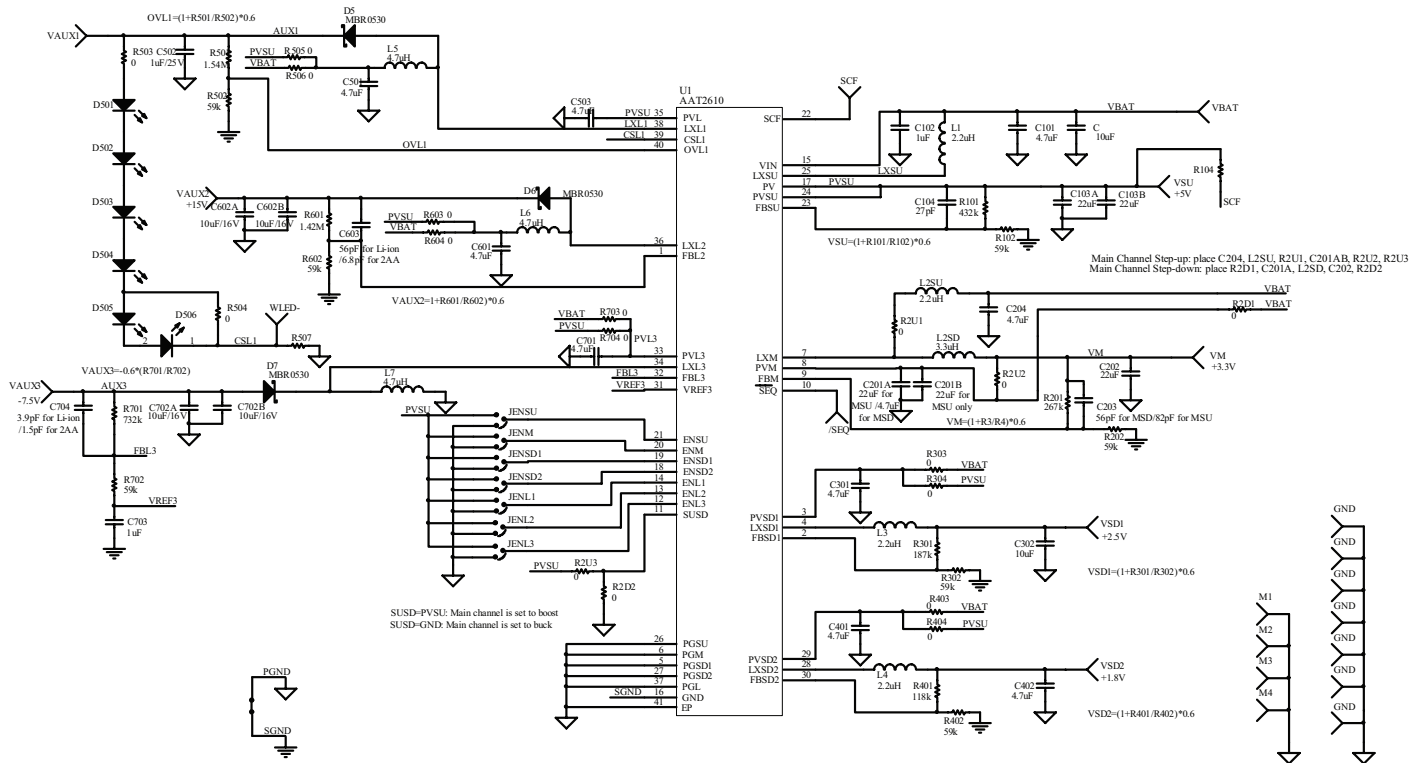 OVL1=(1+R501/R502)*0.6
VAUX1
AUX1
D5
MBR0530
R503
0
C502
1uF/25V
1.54M
R502
59k
PVSU
VBAT
R505 0
R506 0
L5
4.7uH
C501
4.7uF
D501
D502
D503
D504
D505
D506
2
1
R504
0
WLED-
CSL1
R507
OVL1
C503
4.7uF
PVSU 35
LXL1 38
CSL1 39
40
U1
AAT2610
PVL
LXL1
CSL1
OVL1
VAUX2
+15V
C602A
10uF/16V
C602B
10uF/16V
R601
1.42M
R602
59k
C603
56pF for Li-ion
/6.8pF for 2AA
PVSU
VBAT
R603 0
R604 0
C601
4.7uF
L6
4.7uH
D6
MBR0530
36
1
LXL2
FBL2
VAUX2=1+R601/R602)*0.6
VBAT
PVSU
R703 0
R704 0
PVL3
C701
4.7uF
33
34
FBL3 32
VREF3 31
PVL3
LXL3
FBL3
VREF3
VAUX3=-0.6*(R701/R702)
VAUX3
-7.5V
AUX3
D7
MBR0530
L7
4.7uH
C704
3.9pF for Li-ion
/1.5pF for 2AA
R701
732k
C702A
10uF/16V
C702B
10uF/16V
FBL3
R702
59k
VREF3
C703
1uF
PVSU
JENSU
JENM
JENSD1
JENSD2
JENL1
JENL2
JENL3
21
20
19
18
14
13
12
11
ENSU
ENM
ENSD1
ENSD2
ENL1
ENL2
ENL3
SUSD
PVSU
R2U3
0
R2D2
0
SUSD=PVSU: Main channel is set to boost
SUSD=GND: Main channel is set to buck
26
6
5
27
37
SGND 16
41
PGSU
PGM
PGSD1
PGSD2
PGL
GND
EP
PGND
SGND
SCF
22
SCF
VIN
LXSU
PV
PVSU
FBSU
15
25
17
24
23
PVSU
LXSU
C102
1uF
L1
2.2uH
C101
4.7uF
C
10uF
VBAT
VBAT
C104
27pF
R101
432k
R102
59k
C103A
22uF
C103B
22uF
VSU
+5V
R104
SCF
VSU=(1+R101/R102)*0.6
Main Channel Step-up: place C204, L2SU, R2U1, C201AB, R2U2, R2U3
Main Channel Step-down: place R2D1, C201A, L2SD, C202, R2D2
L2SU
2.2uH
VBAT
C204
4.7uF
R2D1
0
VBAT
R2U1
0
L2SD
3.3uH
VM
VM
+3.3V
LXM
PVM
FBM
SEQ
7
8
9
10
/SEQ
C201A
22uF for
MSU /4.7uF
for MSD
C201B
22uF for
MSU only
R2U2
0
R201
267k
C203
56pF for MSD/82pF for MSU
C202
22uF
R202
59k
VM=(1+R3/R4)*0.6
C301
4.7uF
R303
0
VBAT
R304
0
PVSU
PVSD1
LXSD1
FBSD1
3
4
2
L3
2.2uH
R301
187k
R302
59k
C302
10uF
VSD1
+2.5V
VSD1=(1+R301/R302)*0.6
C401
4.7uF
R403
0
VBAT
R404
0
PVSU
PVSD2
LXSD2
FBSD2
29
28
30
L4
2.2uH
R401
118k
R402
59k
C402
4.7uF
VSD2
+1.8V
VSD2=(1+R401/R402)*0.6
M1
M2
M3
M4
GND
GND
GND
GND
GND
GND
GND
GND